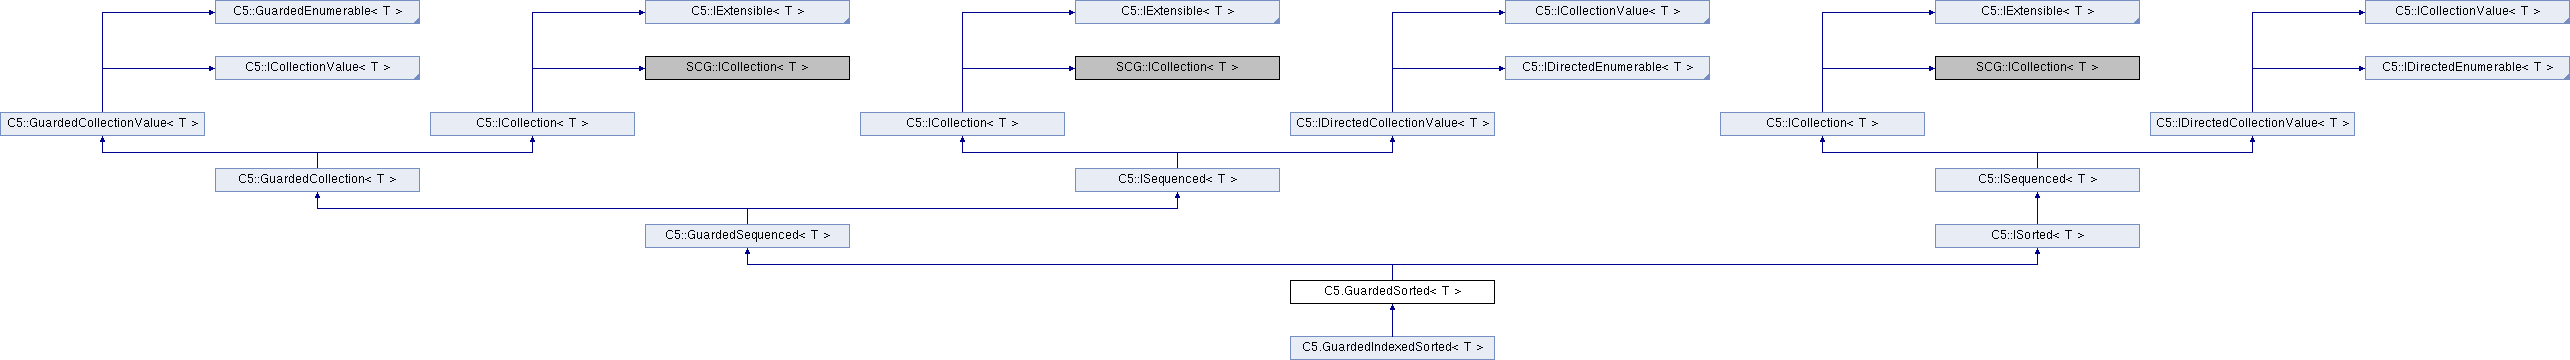 C5::GuardedEnumerable< T >
C5::IExtensible< T >
C5::IExtensible< T >
C5::ICollectionValue< T >
C5::IExtensible< T >
C5::ICollectionValue< T >
C5::ICollectionValue< T >
SCG::ICollection< T >
SCG::ICollection< T >
C5::IDirectedEnumerable< T >
SCG::ICollection< T >
C5::IDirectedEnumerable< T >
C5::GuardedCollectionValue< T >
C5::ICollection< T >
C5::ICollection< T >
C5::IDirectedCollectionValue< T >
C5::ICollection< T >
C5::IDirectedCollectionValue< T >
C5::GuardedCollection< T >
C5::ISequenced< T >
C5::ISequenced< T >
C5::GuardedSequenced< T >
C5::ISorted< T >
C5.GuardedSorted< T >
C5.GuardedIndexedSorted< T >